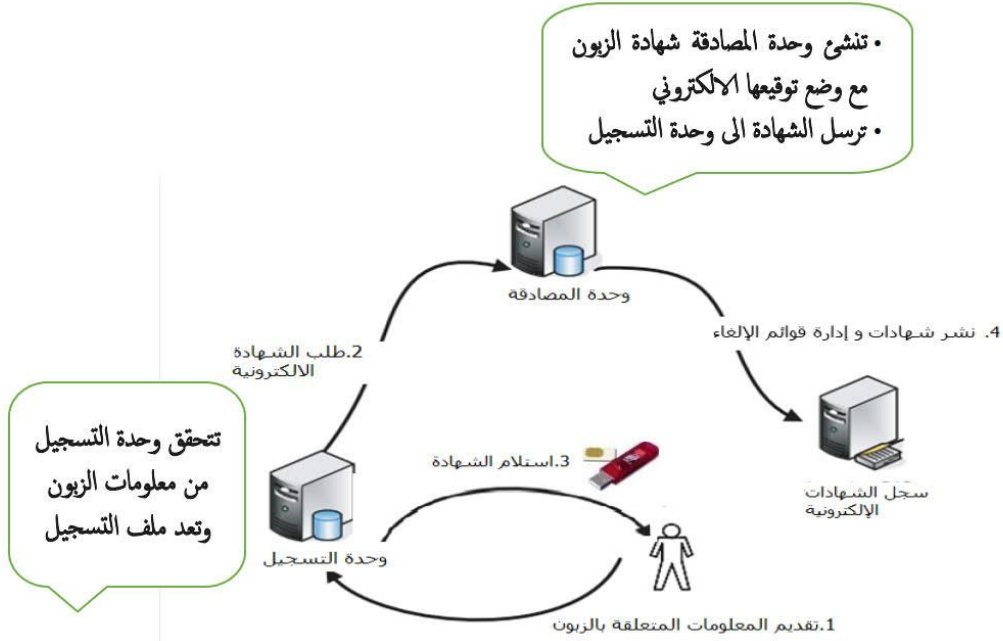 • تنشئ وحدة المصادقة شهادة الزبون
مع وضع توقيعها الالكتروني
• ترسل الشهادة الى وحدة التسجيل
وحدة المصادقة
4. نشر شهادات و إدارة قوائم الإلغاء
2.طلب الشهادة
الالكترونية
تتحقق وحدة التسجيل
من معلومات الزبون
وتعد ملف التسجيل
3.استلام الشهادة
سجل الشهادات
الإلكترونية
وحدة التسجيل
1.تقديم المعلومات المتعلقة بالزبون